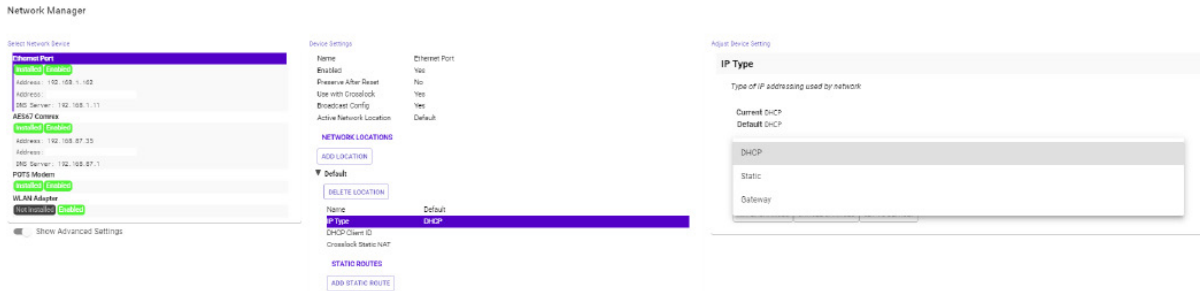 Network Manager
Select Network Device
Ethernet Port
Installed Enabled
Address: 192.168.1.162
Address:
DNS Server: 192.168.1.11
AES67 Comrex
Installed Enabled
Address: 192.168.87.35
Address:
DNS Server: 192.168.87.1
POTS Modem
Installed Enabled
WLAN Adapter
Not Installed Enabled
Show Advanced Settings
Device Settings
Name Ethernet Port
Enabled Yes
Preserve After Reset No
Use with Crosslock Yes
Broadcast Config Yes
Active Network Location Default
NETWORK LOCATIONS
ADD LOCATION
Default
DELETE LOCATION
Name Default
IP Type DHCP
DHCP Client ID
Crosslock Static NAT
STATIC ROUTES
ADD STATIC ROUTE
Adjust Device Setting
IP Type
Type of IP addressing used by network
Current DHCP
Default DHCP
DHCP
Static
Gateway